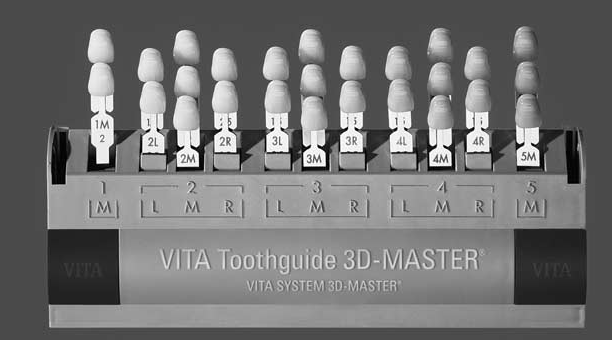 1M
2
2L
2M
2R
3L
3M
3R
4L
4M
4R
5M
1 2 3 4 5
M L M R L M R L M R M
VITA VITA Toothguide 3D-MASTER® VITA
VITA SYSTEM 3D-MASTER®